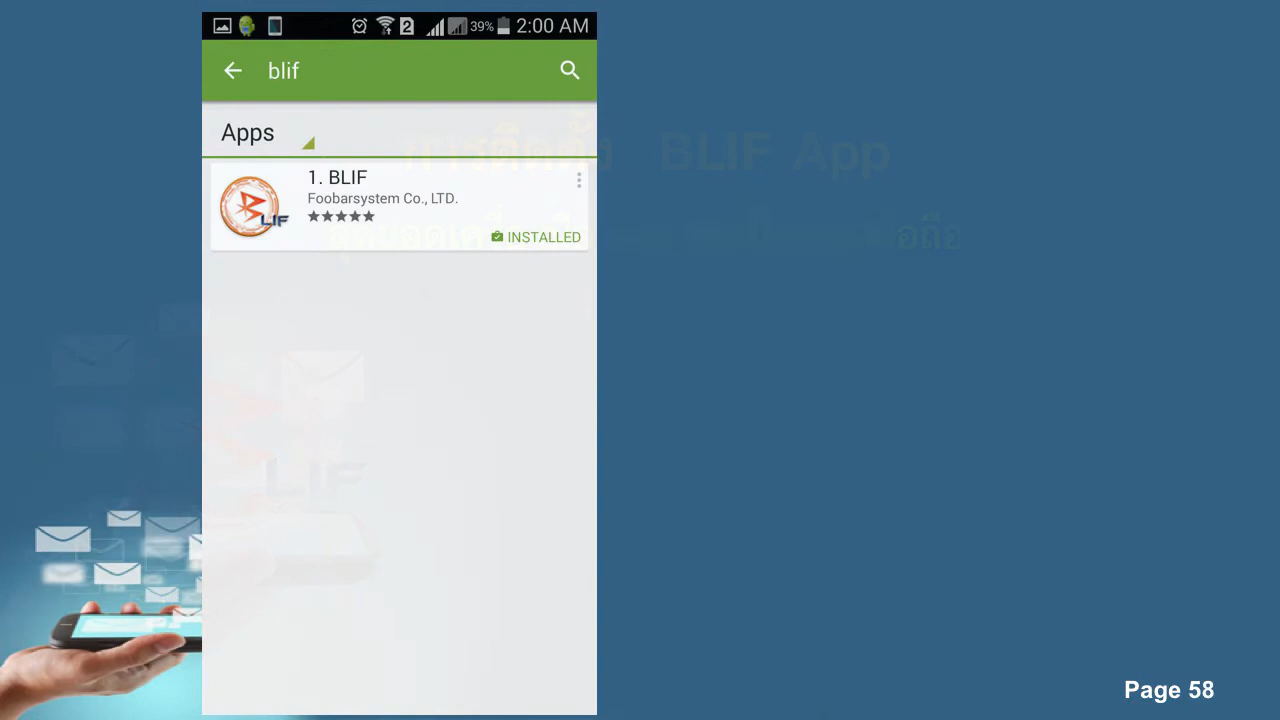 39% 2:00 AM
blif
Apps
BLIF App
1. BLIF
Foobarsystem Co., LTD.
INSTALLED
LIF
Page 58